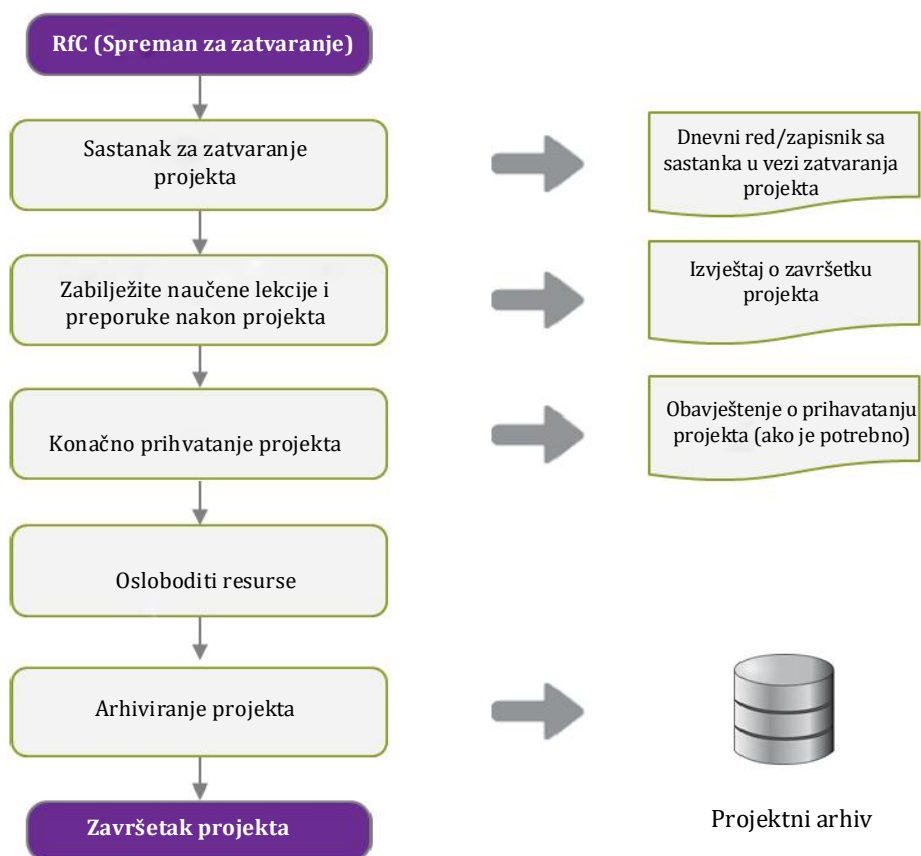 RfC (Spreman za zatvaranje)
Sastanak za zatvaranje
projekta
Dnevni red/zapisnik sa
sastanka u vezi zatvaranja
projekta
Zabilježite naučene lekcije i
preporuke nakon projekta
Izvještaj o završetku
projekta
Konačno prihvatanje projekta
Obavještenje o prihavatanju
projekta (ako je potrebno)
Osloboditi resurse
Arhiviranje projekta
Projektni arhiv
Završetak projekta